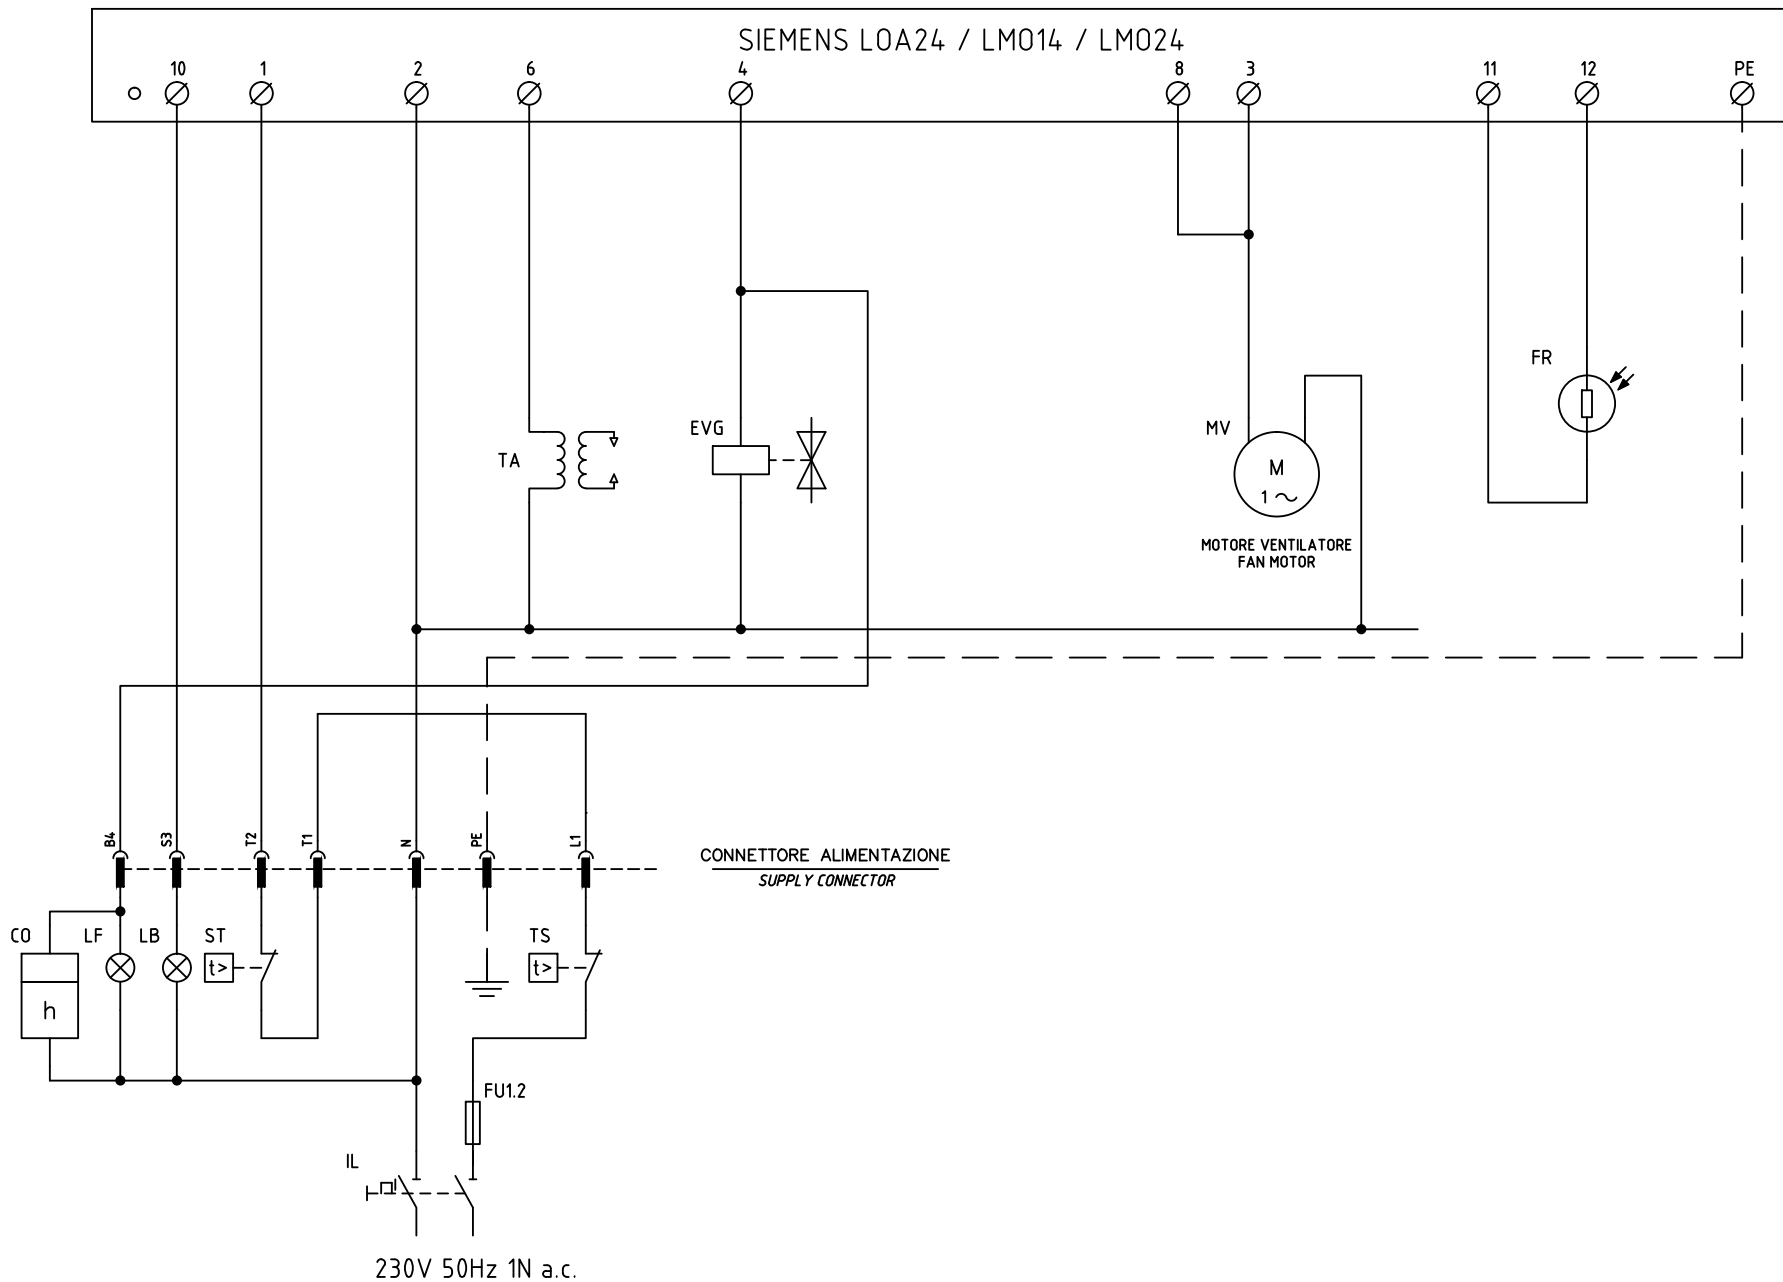 SIEMENS LOA24 / LMO14 / LMO24
10 1 2 6 4 8 3 11 12 PE
FR
EVG
MV
TA
M
1~
MOTORE VENTILATORE
FAN MOTOR
B4 S3 T2 T1 N PE L1
CONNETTORE ALIMENTAZIONE
SUPPLY CONNECTOR
CO LF LB ST TS
t> t>
h
FU1.2
IL
230V 50Hz 1N a.c.